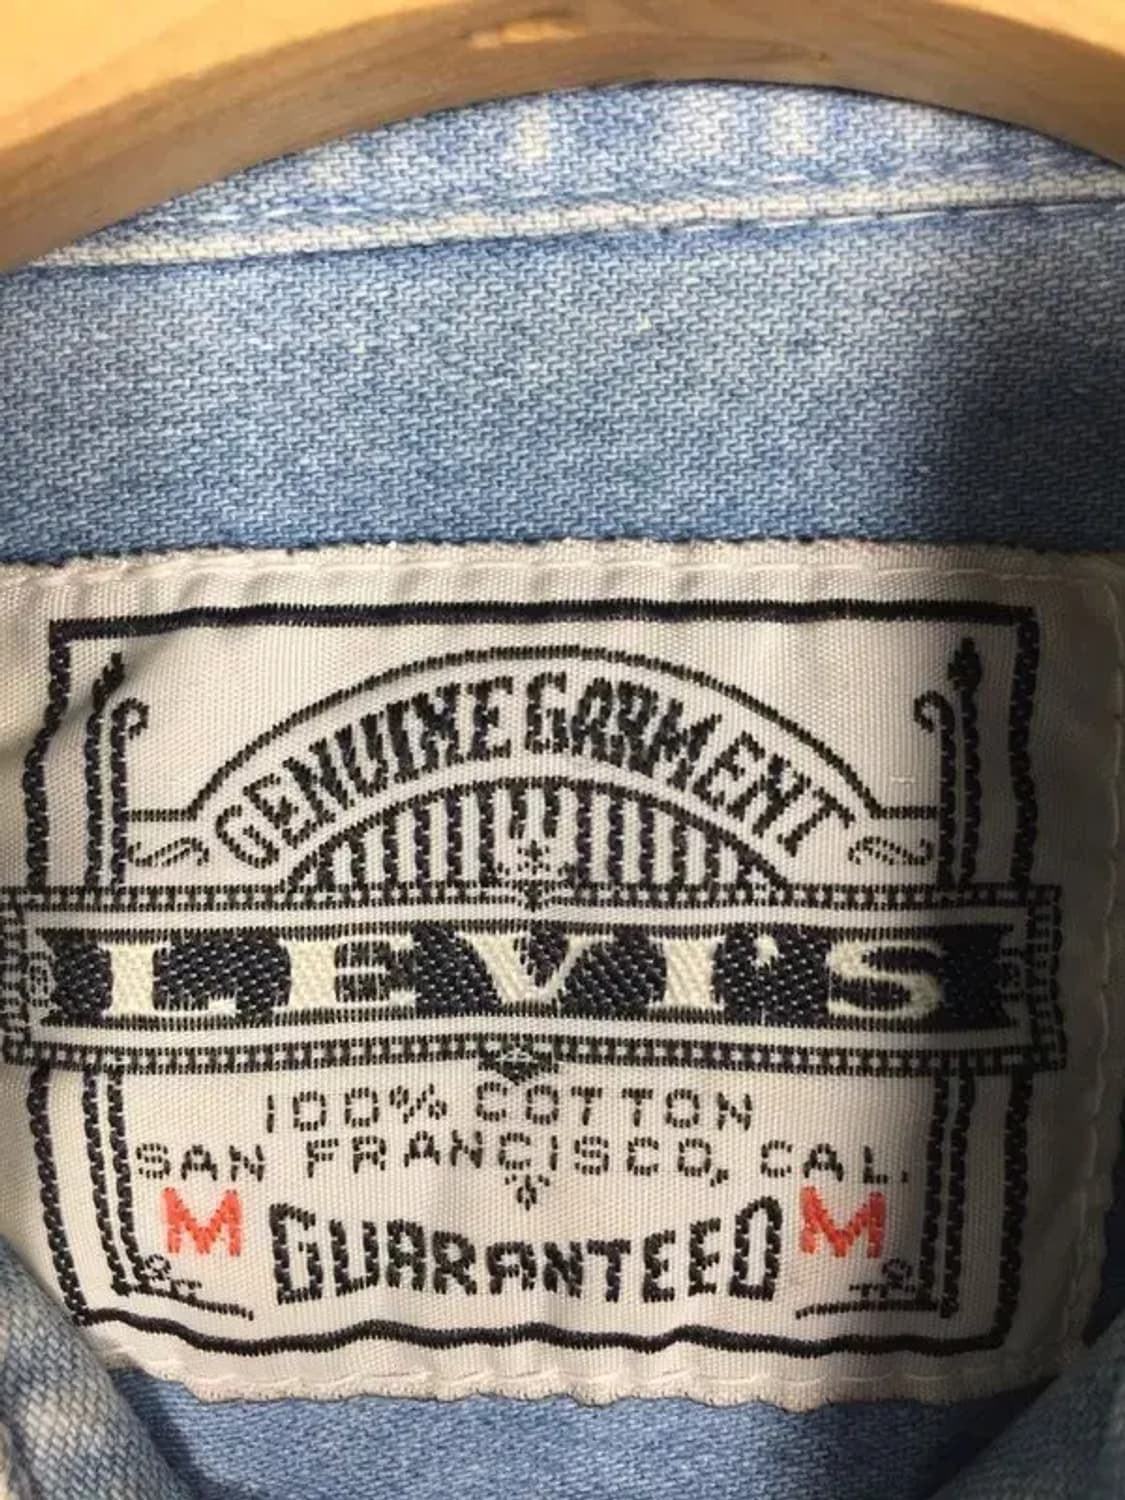 GENUINE GARMENT
LEVI'S
100% COTTON
SAN FRANCISCO, CAL.
M GUARANTEED M